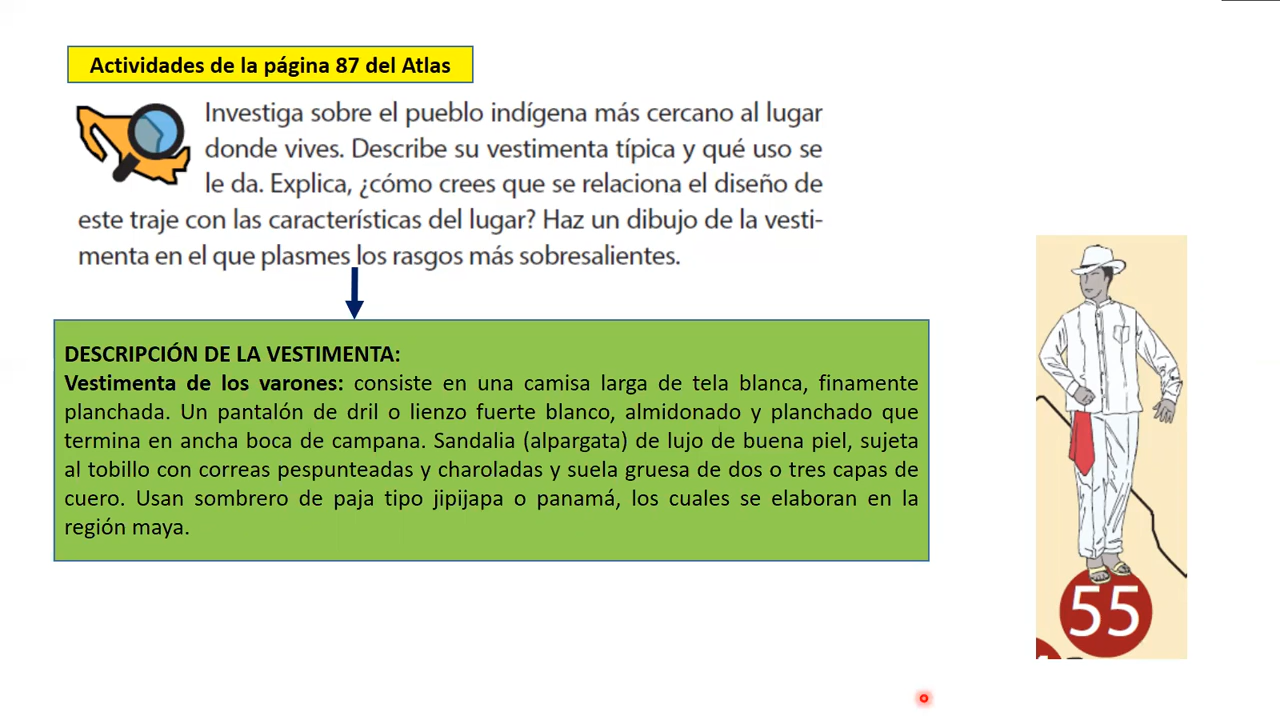 Actividades de la página 87 del Atlas
Investiga sobre el pueblo indígena más cercano al lugar
donde vives. Describe su vestimenta típica y qué uso se
le da. Explica, ¿cómo crees que se relaciona el diseño de
este traje con las características del lugar? Haz un dibujo de la vesti-
menta en el que plasmes los rasgos más sobresalientes.
DESCRIPCIÓN DE LA VESTIMENTA:
Vestimenta de los varones: consiste en una camisa larga de tela blanca, finamente
planchada. Un pantalón de dril o lienzo fuerte blanco, almidonado y planchado que
termina en ancha boca de campana. Sandalia (alpargata) de lujo de buena piel, sujeta
al tobillo con correas pespunteadas y charoladas y suela gruesa de dos o tres capas de
cuero. Usan sombrero de paja tipo jipijapa o panamá, los cuales se elaboran en la
región maya.
55